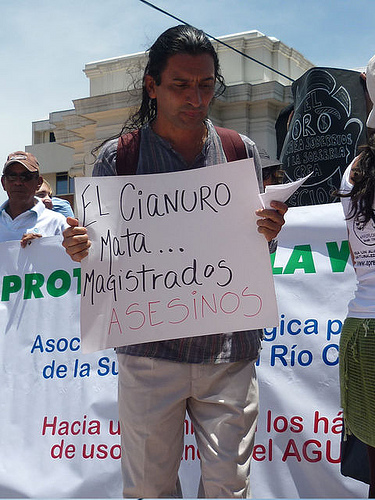 EL CIANURO
Mata...
Magistrados
ASESINOS
EL
ORO
PROT
LA V
Asoc
gica p
de la Su
l Río C
Hacia u
los há
de uso
el AGU